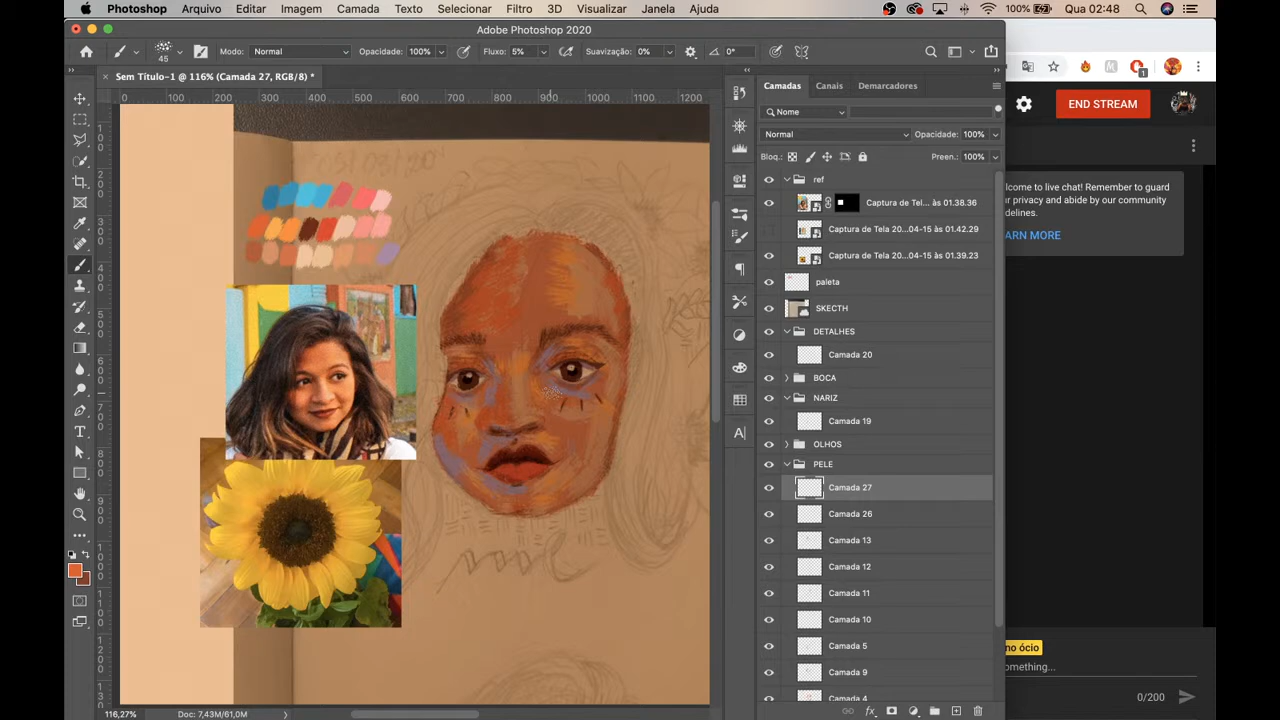 Photoshop Arquivo Editar Imagem Camada Texto Selecionar Filtro 3D Visualizar Janela Ajuda 100% Qua 02:48
Adobe Photoshop 2020
45 Modo: Normal Opacidade: 100% Fluxo: 5% Suavização: 0% 0°
Sem Título-1 @ 116% (Camada 27, RGB/8) *
0 100 200 300 400 500 600 700 800 900 1000 1100 1200
Camadas Canais Demarcadores
Nome
Normal Opacidade: 100%
Bloq.: Preen.: 100%
ref
Captura de Tel... às 01.38.36
Captura de Tela 20...04-15 às 01.42.29
Captura de Tela 20...04-15 às 01.39.23
paleta
SKECTH
DETALHES
Camada 20
BOCA
NARIZ
Camada 19
OLHOS
PELE
Camada 27
Camada 26
Camada 13
Camada 12
Camada 11
Camada 10
Camada 5
Camada 9
Camada 4
116,27% Doc: 7,43M/61,0M
1
END STREAM
lcome to live chat! Remember to guard
ur privacy and abide by our community
idelines.
ARN MORE
no ócio
omething...
0/200